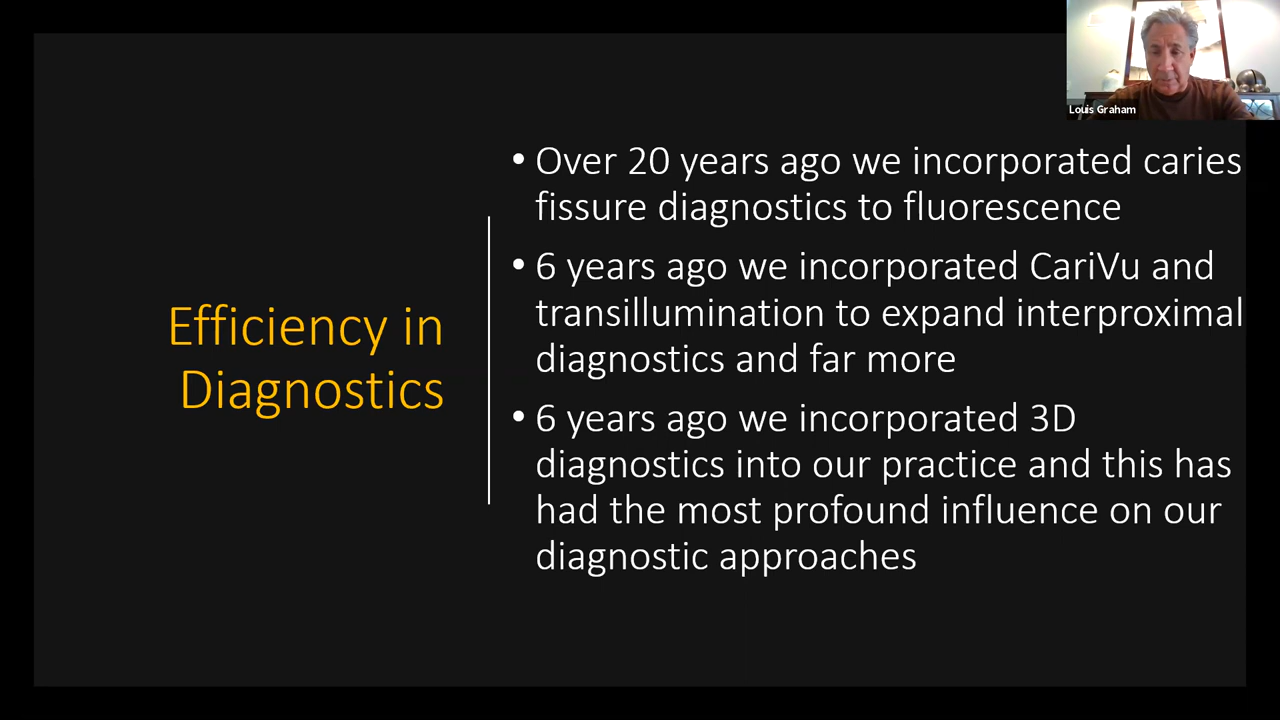 Louis Graham
Efficiency in
Diagnostics
• Over 20 years ago we incorporated caries
fissure diagnostics to fluorescence
• 6 years ago we incorporated CariVu and
transillumination to expand interproximal
diagnostics and far more
• 6 years ago we incorporated 3D
diagnostics into our practice and this has
had the most profound influence on our
diagnostic approaches